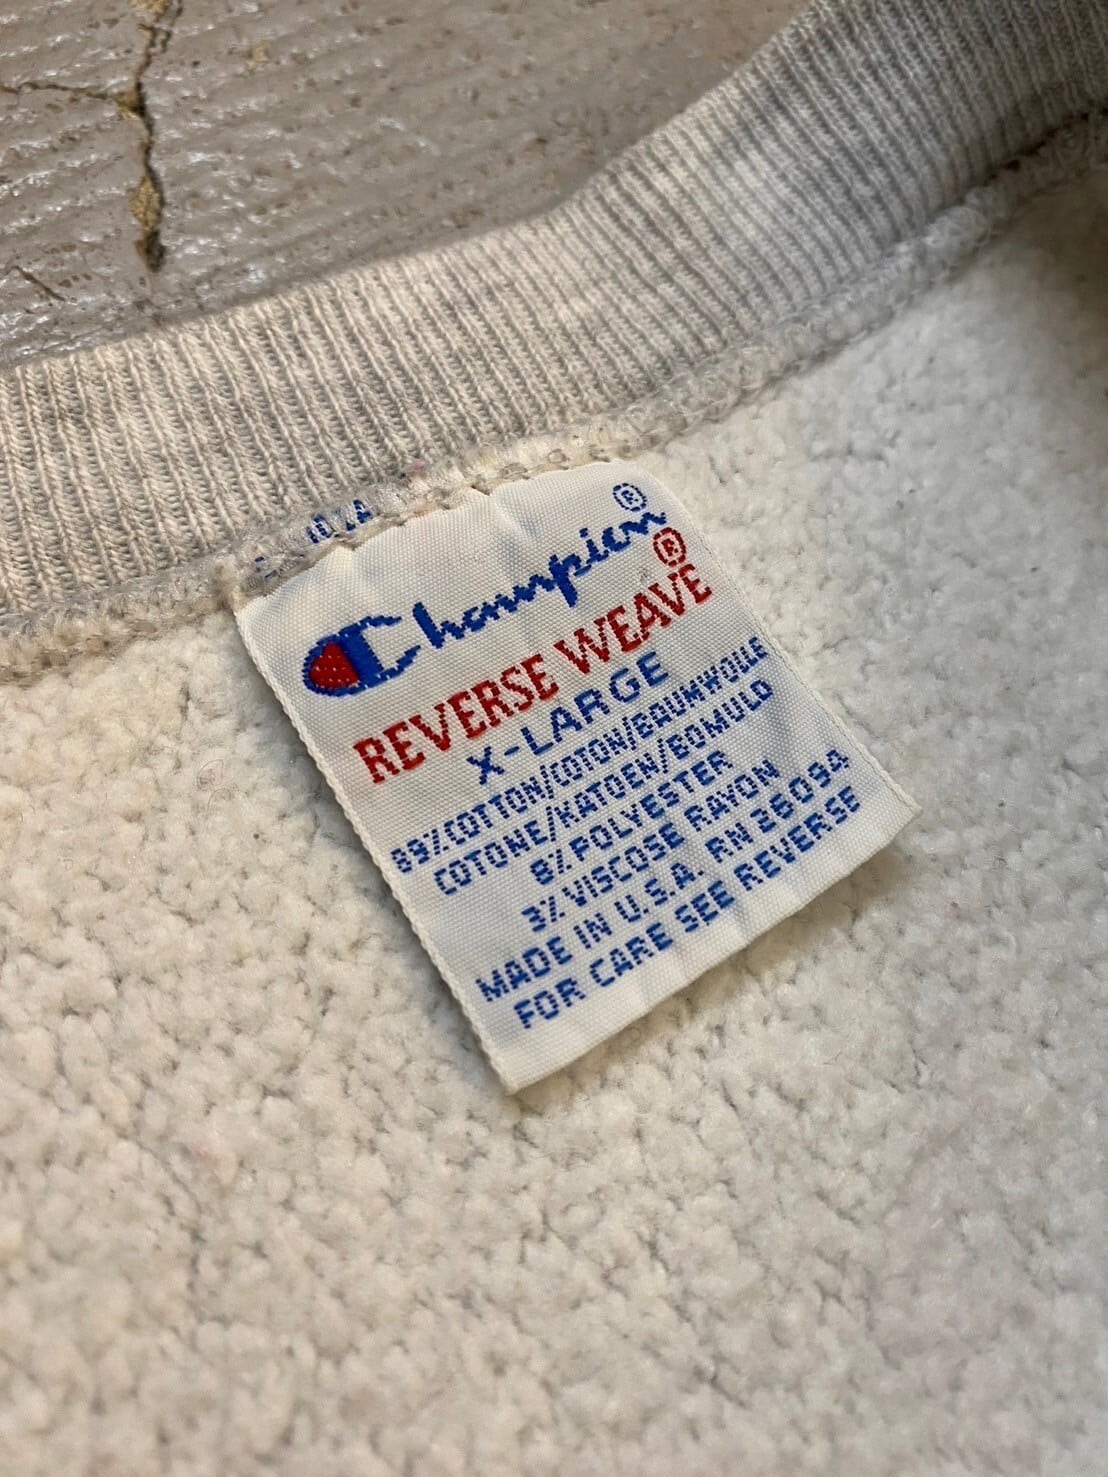 Champion®
REVERSE WEAVE®
X-LARGE
89% COTTON/COTON/BAUMWOLLE
COTONE/KATOEN/BOMULD
8% POLYESTER
3% VISCOSE RAYON
MADE IN U.S.A. RN 26094
FOR CARE SEE REVERSE